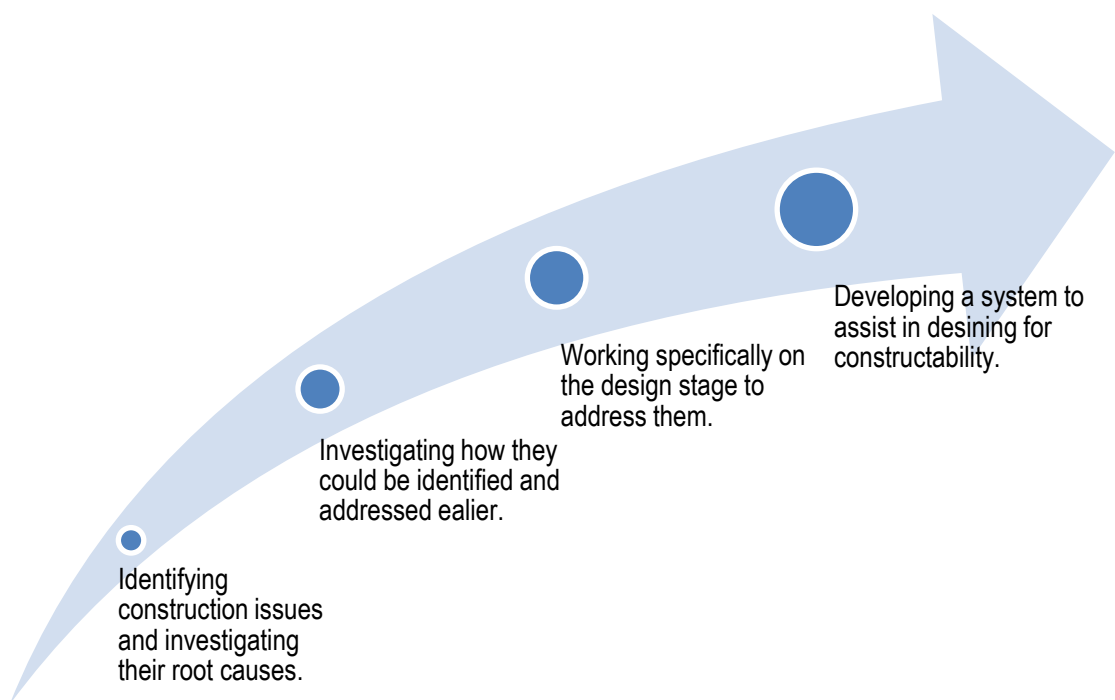 Identifying
construction issues
and investigating
their root causes.
Investigating how they
could be identified and
addressed ealier.
Working specifically on
the design stage to
address them.
Developing a system to
assist in desining for
constructability.